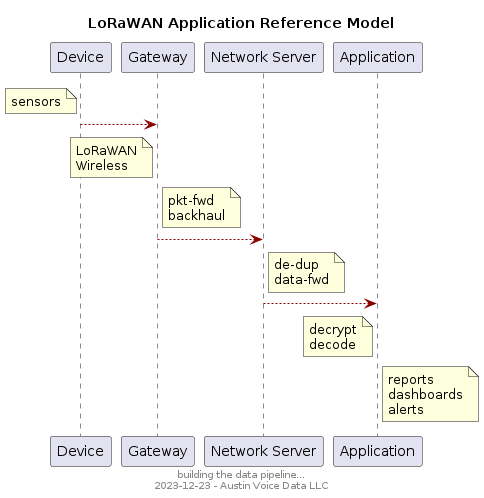 LoRaWAN Application Reference Model
Device Gateway Network Server Application
sensors
LoRaWAN
Wireless
pkt-fwd
backhaul
de-dup
data-fwd
decrypt
decode
reports
dashboards
alerts
Device Gateway Network Server Application
building the data pipeline...
2023-12-23 - Austin Voice Data LLC